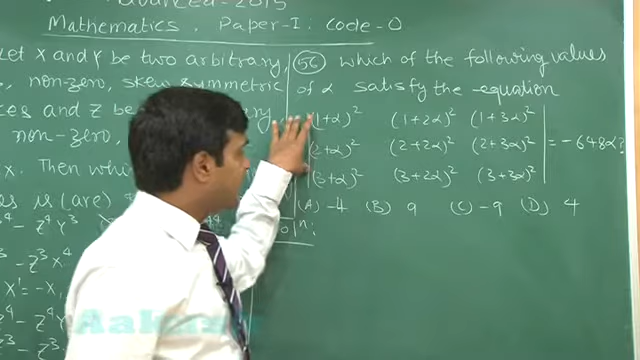 advanced-2015
Mathematics. Paper-I: Code-0
Let X and Y be two arbitrary,
non-zero, skew symmetric
ces and Z be
non-zero,
X. Then whi
is (are)
- Z⁴Y³
- Z³X⁴
X' = -X
- Z⁴
- Z³
(56) which of the following values
of α satisfy the equation
(1+α)² (1+2α)² (1+3α)²
(2+α)² (2+2α)² (2+3α)² = -648α?
(3+α)² (3+2α)² (3+3α)²
(A) -4 (B) 9 (C) -9 (D) 4
n:
Aakash